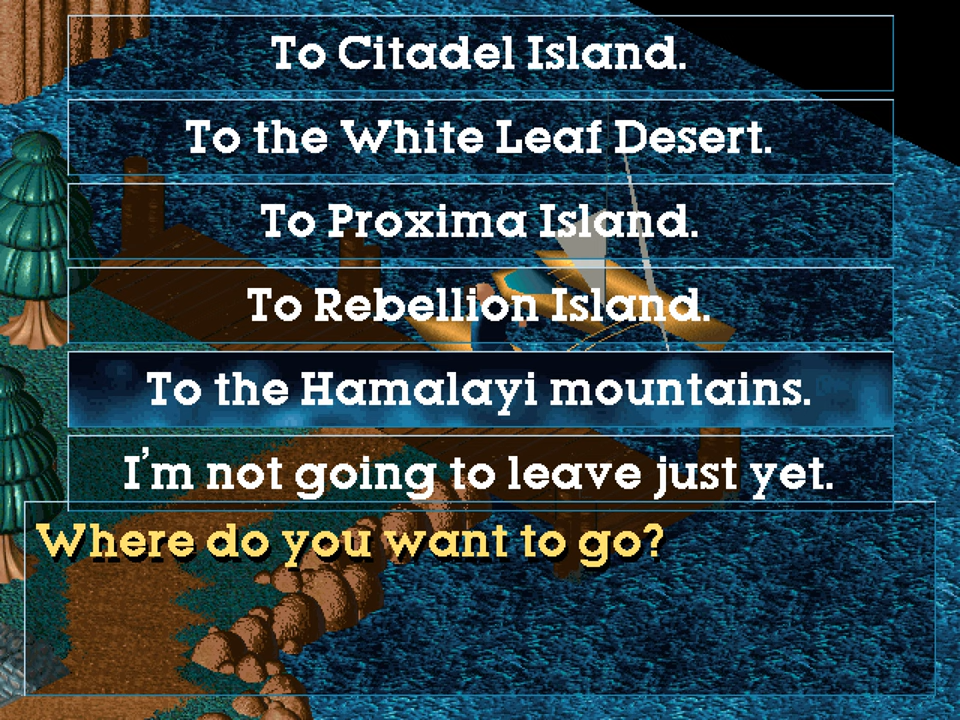 To Citadel Island.
To the White Leaf Desert.
To Proxima Island.
To Rebellion Island.
To the Hamalayi mountains.
I'm not going to leave just yet.
Where do you want to go?